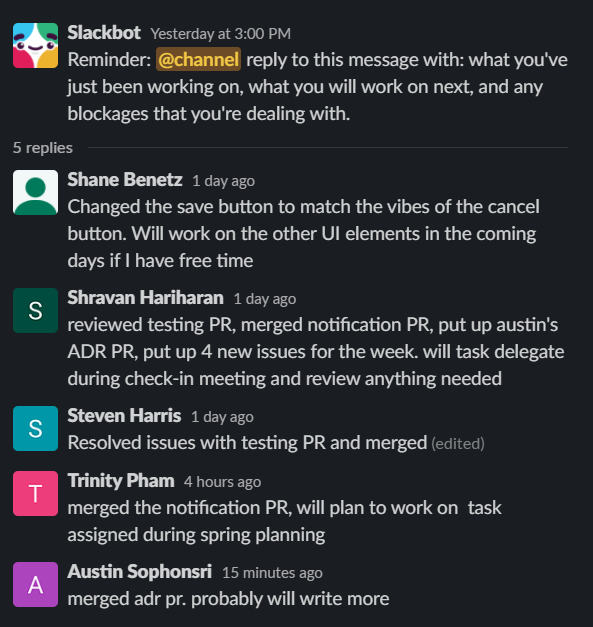 Slackbot Yesterday at 3:00 PM
Reminder: @channel reply to this message with: what you've
just been working on, what you will work on next, and any
blockages that you're dealing with.
5 replies
Shane Benetz 1 day ago
Changed the save button to match the vibes of the cancel
button. Will work on the other UI elements in the coming
days if I have free time
S
Shravan Hariharan 1 day ago
reviewed testing PR, merged notification PR, put up austin's
ADR PR, put up 4 new issues for the week. will task delegate
during check-in meeting and review anything needed
S
Steven Harris 1 day ago
Resolved issues with testing PR and merged (edited)
T
Trinity Pham 4 hours ago
merged the notification PR, will plan to work on  task
assigned during spring planning
A
Austin Sophonsri 15 minutes ago
merged adr pr. probably will write more